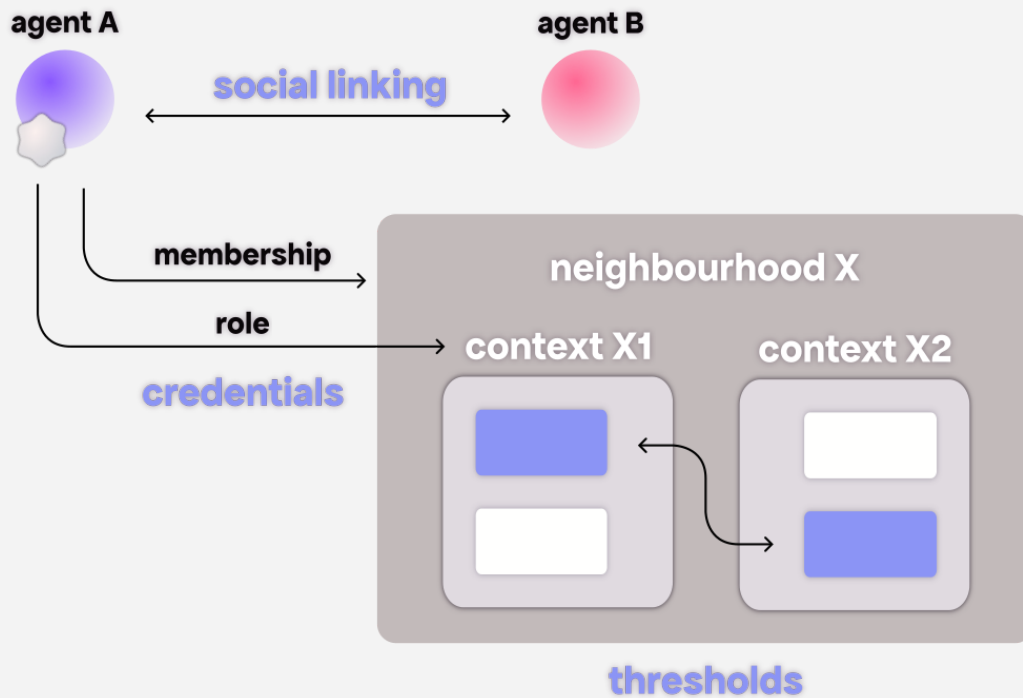 agent A
agent B
social linking
membership
neighbourhood X
role
context X1
context X2
credentials
thresholds